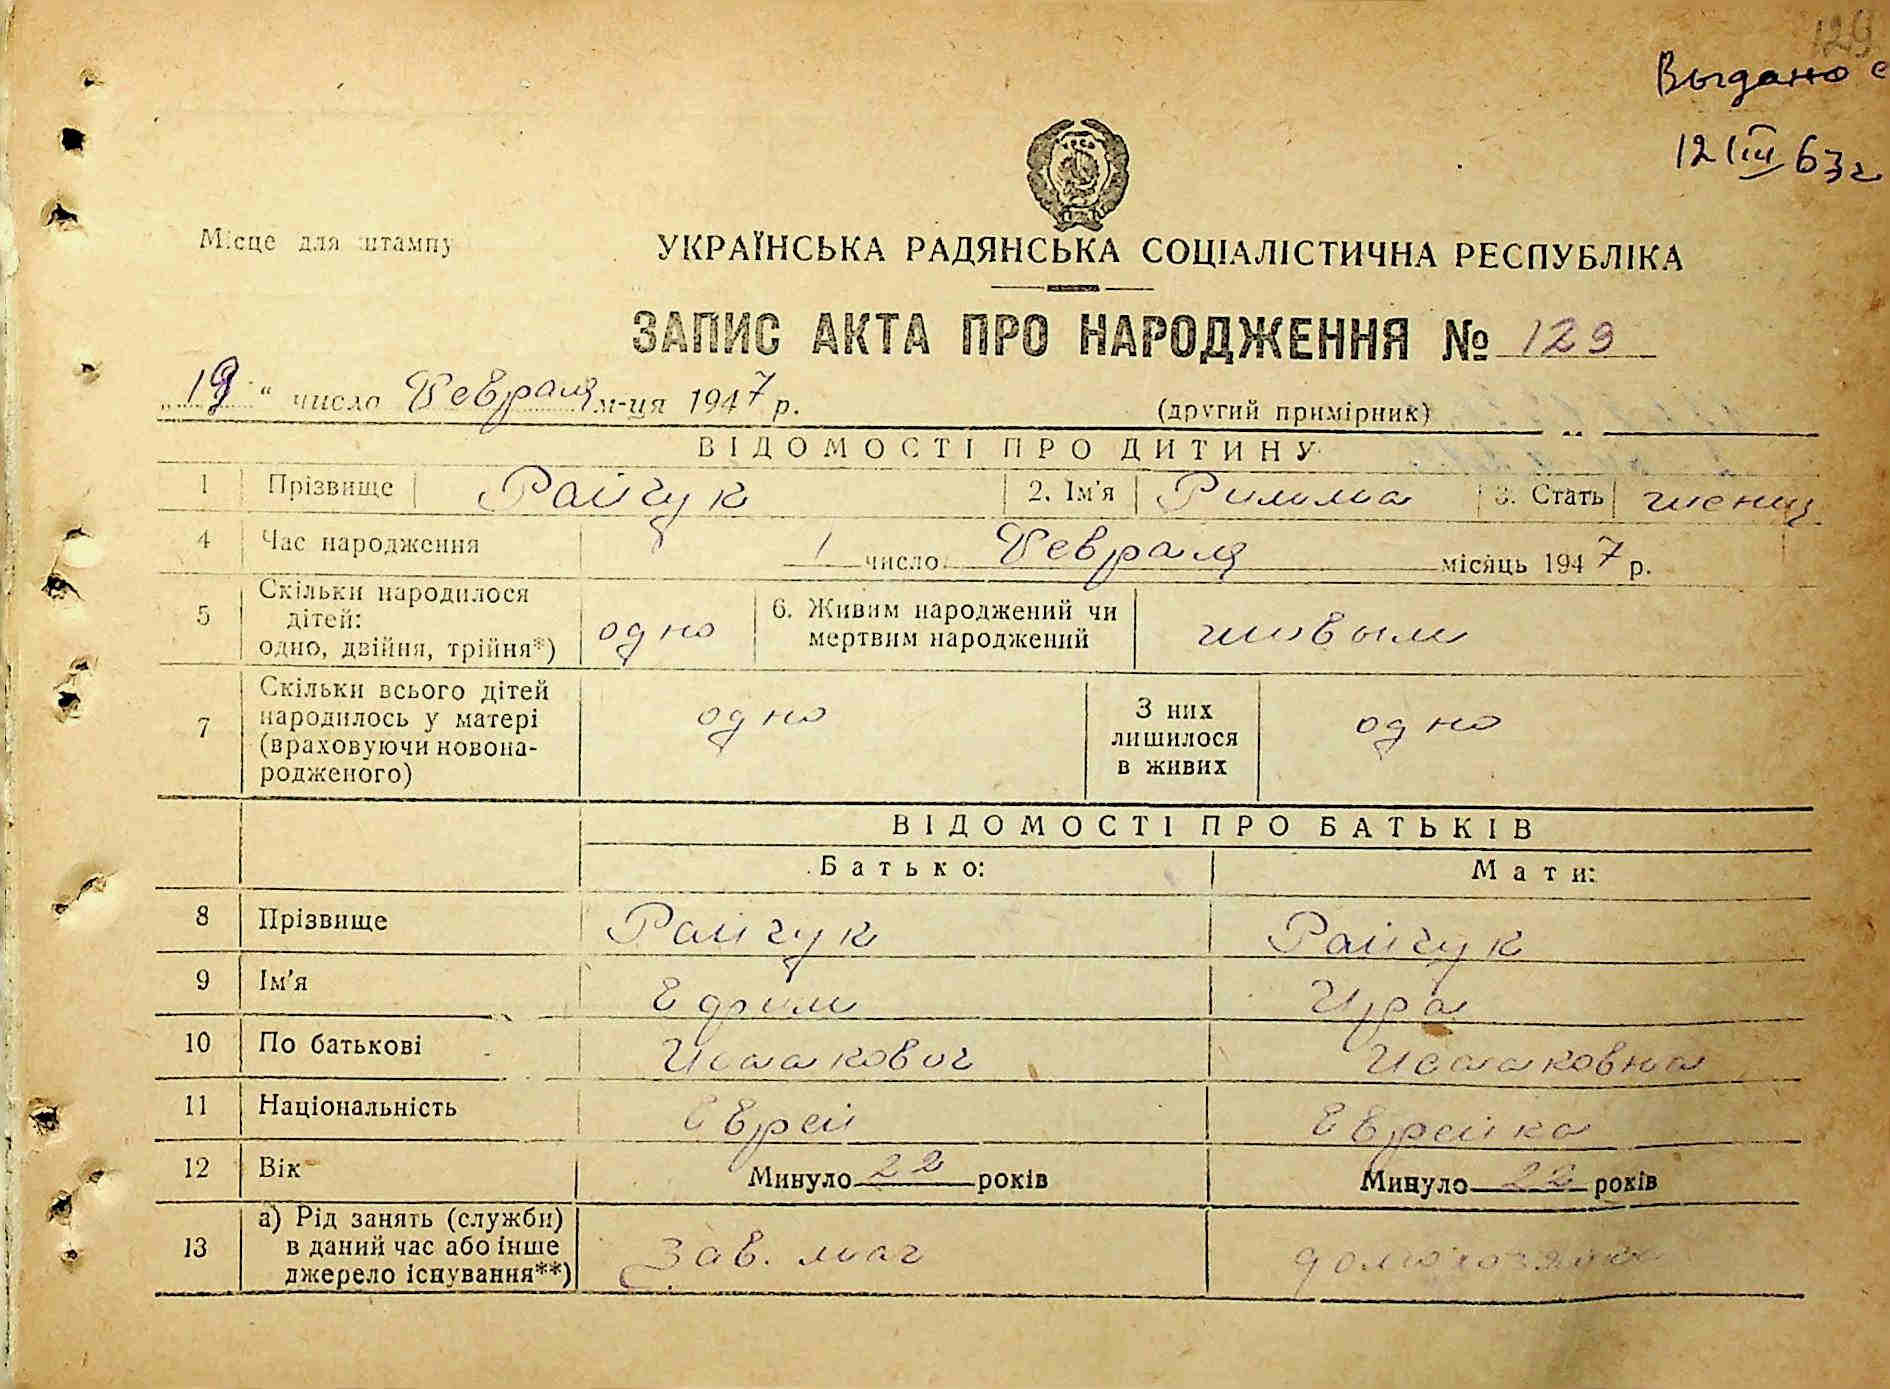 129
Выдано с
12 III 63 г
УРСР
Місце для штампу
УКРАЇНСЬКА РАДЯНСЬКА СОЦІАЛІСТИЧНА РЕСПУБЛІКА
ЗАПИС АКТА ПРО НАРОДЖЕННЯ № 129
„19“ число Февраля м-ця 1947 р.
(другий примірник)
ВІДОМОСТІ ПРО ДИТИНУ
1 Прізвище Райчук 2. Ім'я Римма 3. Стать женщ
4 Час народження 1 число Февраля місяць 1947 р.
5 Скільки народилося дітей: одно, двійня, трійня*) одно 6. Живим народжений чи мертвим народжений живым
7 Скільки всього дітей народилось у матері (враховуючи новонародженого) одно З них лишилося в живих одно
ВІДОМОСТІ ПРО БАТЬКІВ
Батько: Мати:
8 Прізвище Райчук Райчук
9 Ім'я Ефрим Ира
10 По батькові Исаакович Исааковна
11 Національність Еврей Еврейка
12 Вік Минуло 22 років Минуло 22 років
13 а) Рід занять (служби) в даний час або інше джерело існування**) Зав. маг домохозяйка